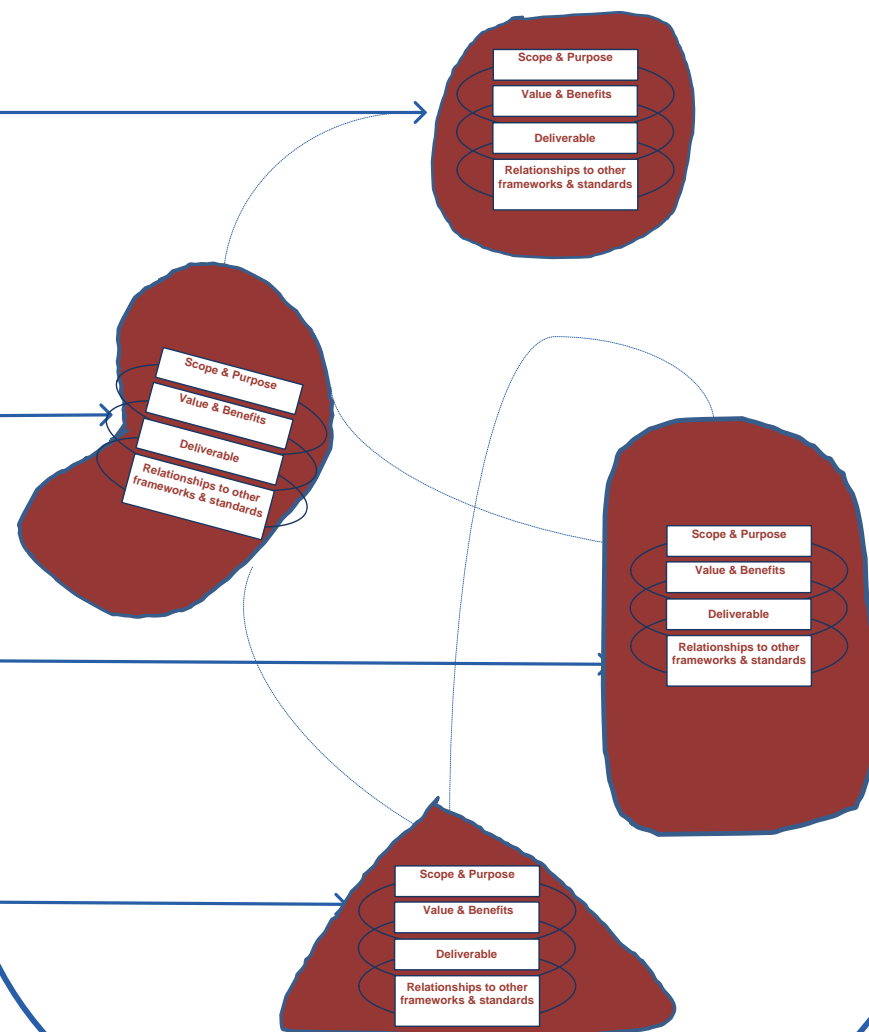 Scope & Purpose
Value & Benefits
Deliverable
Relationships to other
frameworks & standards
Scope & Purpose
Value & Benefits
Deliverable
Relationships to other
frameworks & standards
Scope & Purpose
Value & Benefits
Deliverable
Relationships to other
frameworks & standards
Scope & Purpose
Value & Benefits
Deliverable
Relationships to other
frameworks & standards